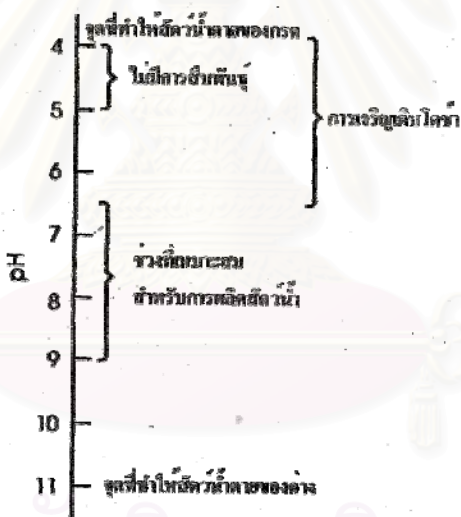 จุดที่ทำให้สัตว์น้ำตายของกรด
4
ไม่มีการสืบพันธุ์
5
การเจริญเติบโตช้า
6
7
pH
ช่วงที่เหมาะสม
8
สำหรับการผลิตสัตว์น้ำ
9
10
11
จุดที่ทำให้สัตว์น้ำตายของด่าง